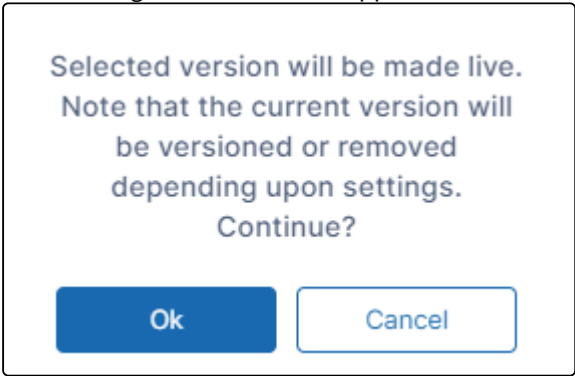 Selected version will be made live.
Note that the current version will
be versioned or removed
depending upon settings.
Continue?
Ok
Cancel